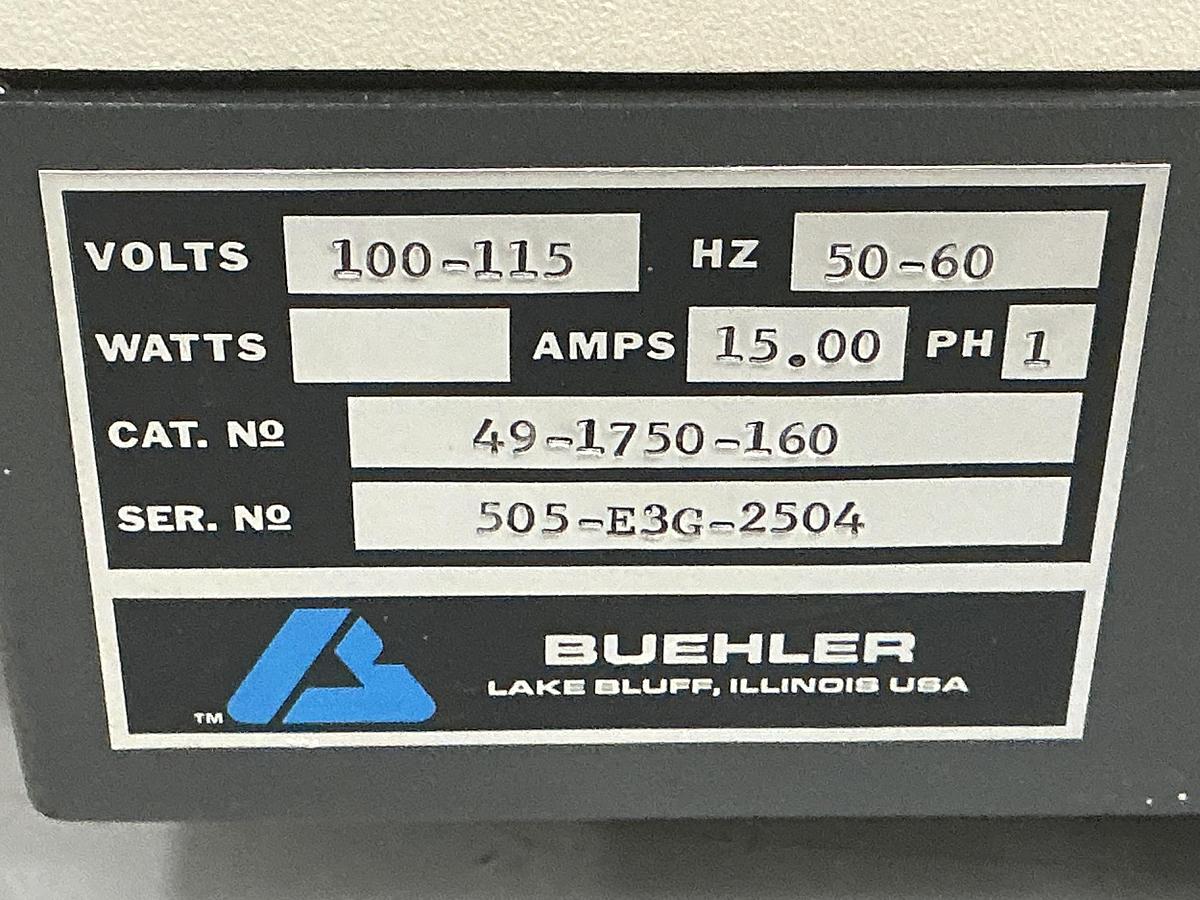 VOLTS 100-115 HZ 50-60
WATTS AMPS 15.00 PH 1
CAT. Nº 49-1750-160
SER. Nº 505-E3G-2504
BUEHLER
LAKE BLUFF, ILLINOIS USA
TM